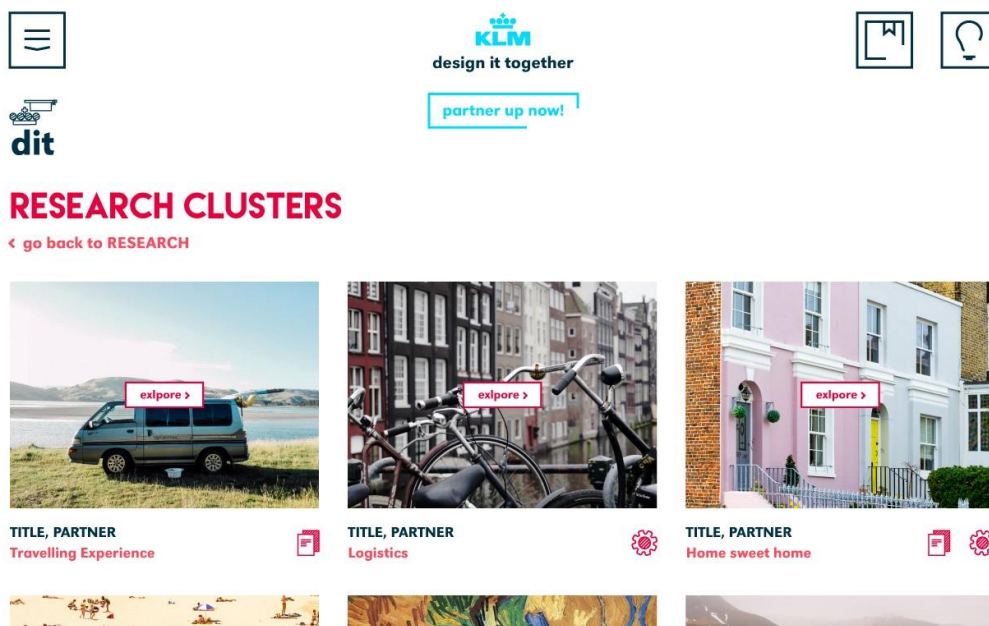 KLM
design it together
partner up now!
dit
RESEARCH CLUSTERS
‹ go back to RESEARCH
exlpore ›
exlpore ›
exlpore ›
TITLE, PARTNER
Travelling Experience
TITLE, PARTNER
Logistics
TITLE, PARTNER
Home sweet home